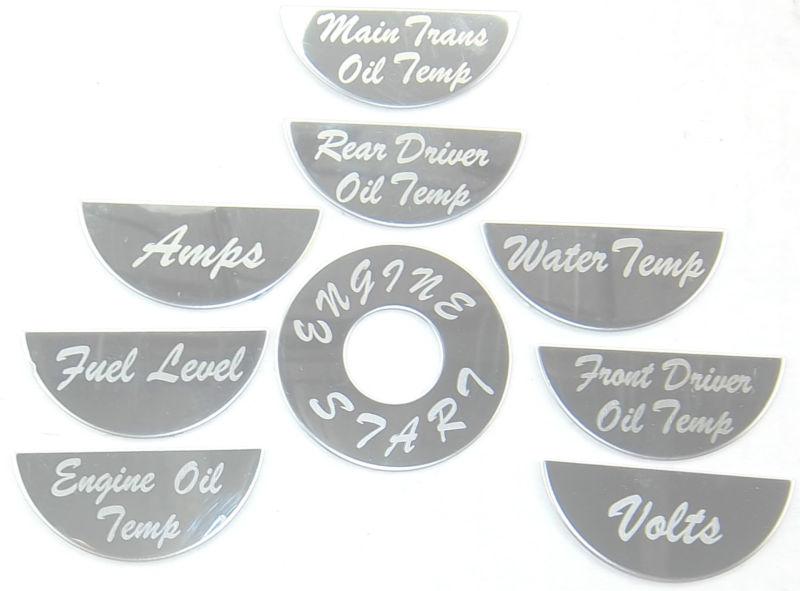 Main Trans
Oil Temp
Rear Driver
Oil Temp
Amps
Water Temp
ENGINE
START
Fuel Level
Front Driver
Oil Temp
Engine Oil
Temp
Volts